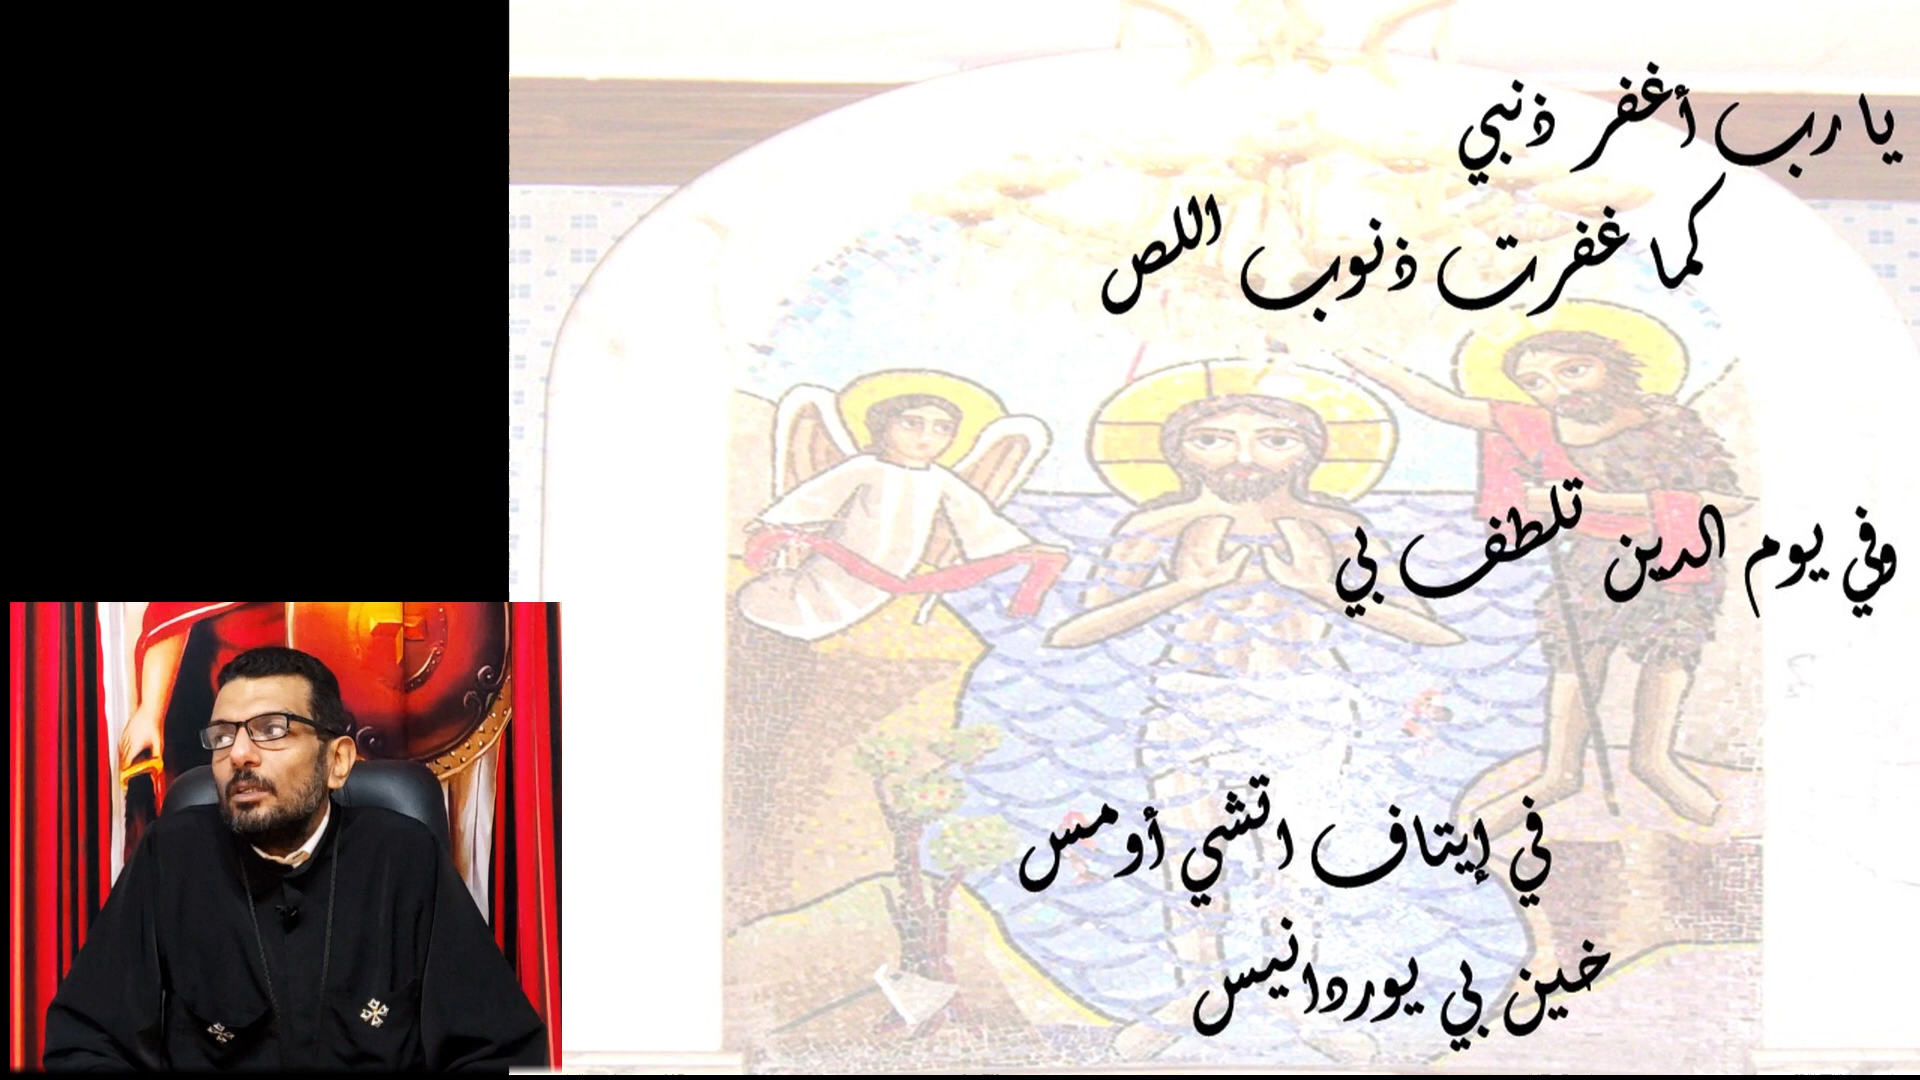 يا رب أغفر ذنبي
كما غفرت ذنوب اللص
وفي يوم الدين تلطف بي
في إيتاف اتشي أومس
خين بي يوردانيس